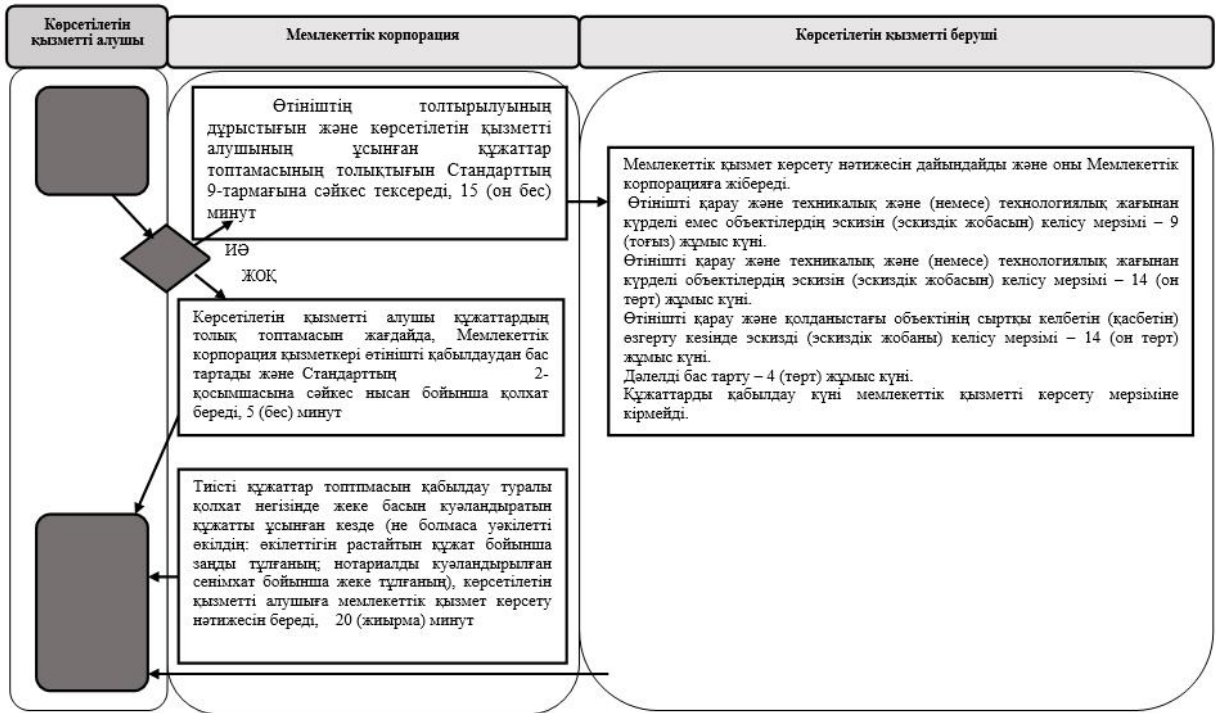 Көрсетілетін
қызметті алушы
Мемлекеттік корпорация
Көрсетілетін қызметті беруші
Өтініштің толтырылуының
дұрыстығын және көрсетілетін қызметті
алушының ұсынған құжаттар
топтамасының толықтығын Стандарттың
9-тармағына сәйкес тексереді, 15 (он бес)
минут
ИӘ
ЖОҚ
Көрсетілетін қызметті алушы құжаттардың
толық топтамасын жағдайда, Мемлекеттік
корпорация қызметкері өтінішті қабылдаудан бас
тартады және Стандарттың 2-
қосымшасына сәйкес нысан бойынша қолхат
береді, 5 (бес) минут
Тиісті құжаттар топтпмасын қабылдау туралы
қолхат негізінде жеке басын куәландыратын
құжатты ұсынған кезде (не болмаса уәкілетті
өкілдің: өкілеттігін растайтын құжат бойынша
заңды тұлғаның; нотариалды куәландырылған
сенімхат бойынша жеке тұлғаның), көрсетілетін
қызметті алушыға мемлекеттік қызмет көрсету
нәтижесін береді, 20 (жиырма) минут
Мемлекеттік қызмет көрсету нәтижесін дайындайды және оны Мемлекеттік
корпорацияға жібереді.
Өтінішті қарау және техникалық және (немесе) технологиялық жағынан
күрделі емес объектілердің эскизін (эскиздік жобасын) келісу мерзімі – 9
(тоғыз) жұмыс күні.
Өтінішті қарау және техникалық және (немесе) технологиялық жағынан
күрделі объектілердің эскизін (эскиздік жобасын) келісу мерзімі – 14 (он
төрт) жұмыс күні.
Өтінішті қарау және қолданыстағы объектінің сыртқы келбетін (қасбетін)
өзгерту кезінде эскизді (эскиздік жобаны) келісу мерзімі – 14 (он төрт)
жұмыс күні.
Дәлелді бас тарту – 4 (төрт) жұмыс күні.
Құжаттарды қабылдау күні мемлекеттік қызметті көрсету мерзіміне
кірмейді.